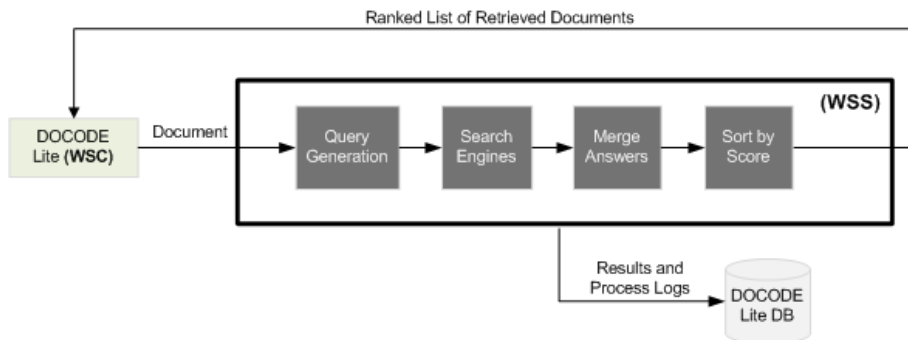 Ranked List of Retrieved Documents
(WSS)
DOCODE
Lite (WSC)
Document
Query
Generation
Search
Engines
Merge
Answers
Sort by
Score
Results and
Process Logs
DOCODE
Lite DB